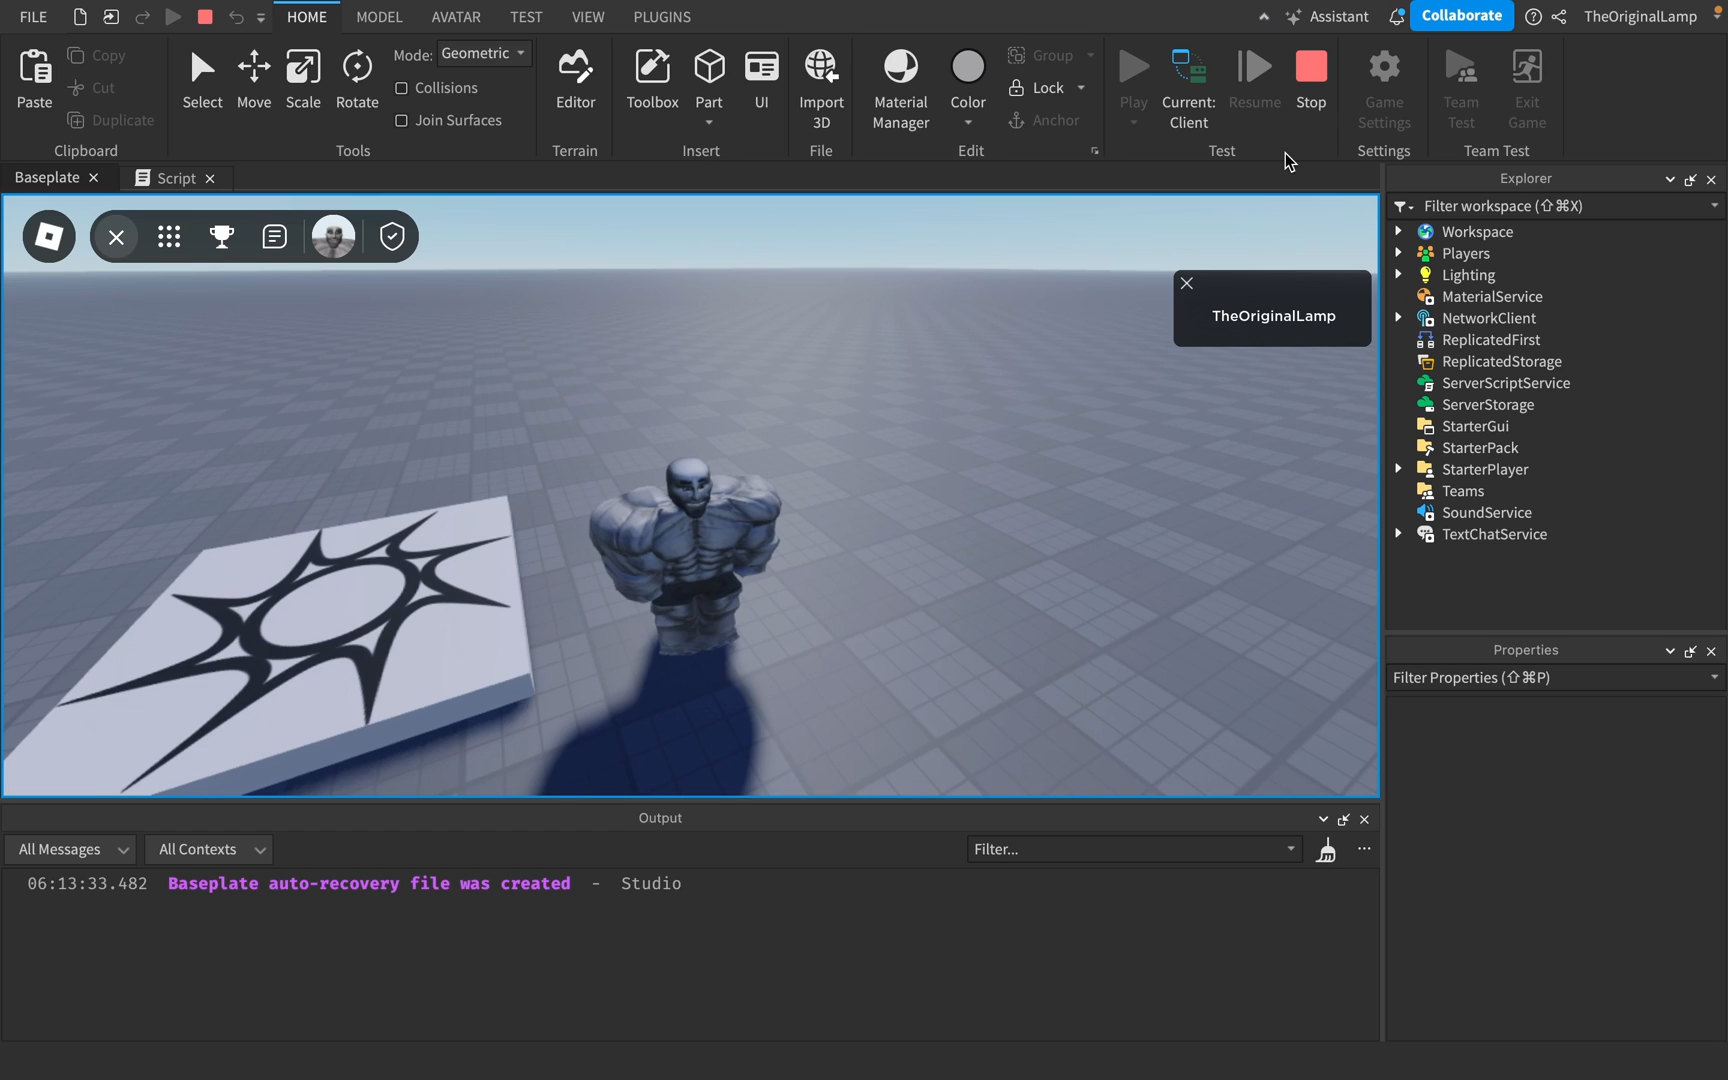 FILE HOME MODEL AVATAR TEST VIEW PLUGINS Assistant Collaborate TheOriginalLamp
Paste Copy Cut Duplicate
Clipboard
Select Move Scale Rotate
Mode: Geometric
Collisions
Join Surfaces
Tools
Editor
Terrain
Toolbox Part UI
Insert
Import
3D
File
Material
Manager
Color
Group
Lock
Anchor
Edit
Play
Current:
Client
Resume Stop
Test
Game
Settings
Settings
Team
Test
Exit
Game
Team Test
Baseplate Script
TheOriginalLamp
Explorer
Filter workspace (⇧⌘X)
Workspace
Players
Lighting
MaterialService
NetworkClient
ReplicatedFirst
ReplicatedStorage
ServerScriptService
ServerStorage
StarterGui
StarterPack
StarterPlayer
Teams
SoundService
TextChatService
Properties
Filter Properties (⇧⌘P)
Output
All Messages All Contexts Filter...
06:13:33.482 Baseplate auto-recovery file was created - Studio